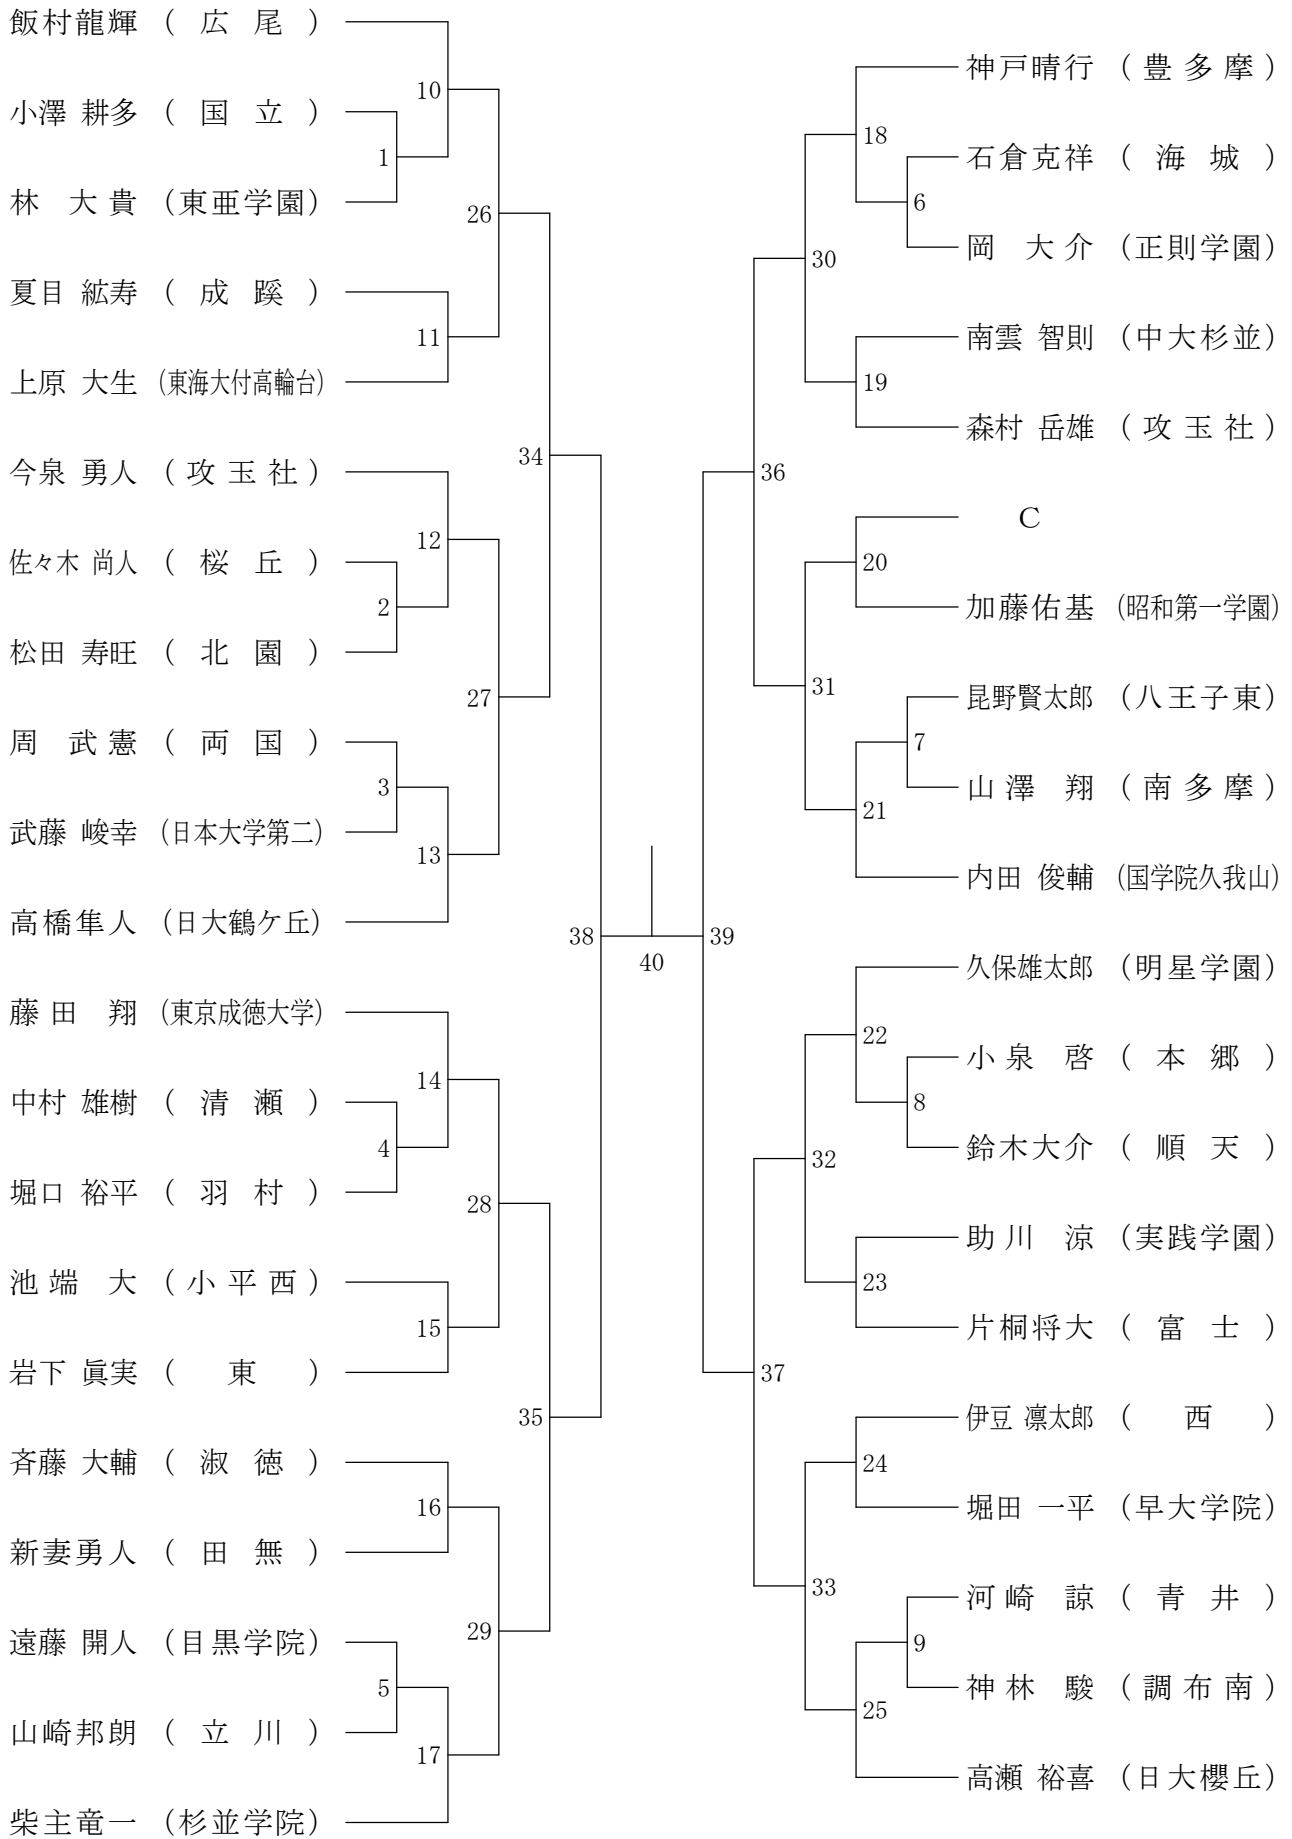 飯村龍輝 （ 広 尾 ）
小澤 耕多 （ 国 立 ）
林 大貴 （東亜学園）
夏目 紘寿 （ 成 蹊 ）
上原 大生 （東海大付高輪台）
今泉 勇人 （ 攻 玉 社 ）
佐々木 尚人 （ 桜 丘 ）
松田 寿旺 （ 北 園 ）
周 武憲 （ 両 国 ）
武藤 峻幸 （日本大学第二）
高橋隼人 （日大鶴ケ丘）
藤田 翔 （東京成徳大学）
中村 雄樹 （ 清 瀬 ）
堀口 裕平 （ 羽 村 ）
池端 大 （ 小 平 西 ）
岩下 眞実 （ 東 ）
斉藤 大輔 （ 淑 徳 ）
新妻勇人 （ 田 無 ）
遠藤 開人 （目黒学院）
山崎邦朗 （ 立 川 ）
柴主竜一 （杉並学院）
1
2
3
4
5
10
11
12
13
14
15
16
17
26
27
28
29
34
35
38
40
39
36
37
30
31
32
33
18
19
20
21
22
23
24
25
6
7
8
9
神戸晴行 （ 豊 多 摩 ）
石倉克祥 （ 海 城 ）
岡 大介 （正則学園）
南雲 智則 （中大杉並）
森村 岳雄 （ 攻 玉 社 ）
C
加藤佑基 （昭和第一学園）
昆野賢太郎 （八王子東）
山澤 翔 （ 南 多 摩 ）
内田 俊輔 （国学院久我山）
久保雄太郎 （明星学園）
小泉 啓 （ 本 郷 ）
鈴木大介 （ 順 天 ）
助川 涼 （実践学園）
片桐将大 （ 富 士 ）
伊豆 凛太郎 （ 西 ）
堀田 一平 （早大学院）
河崎 諒 （ 青 井 ）
神林 駿 （ 調 布 南 ）
高瀬 裕喜 （日大櫻丘）